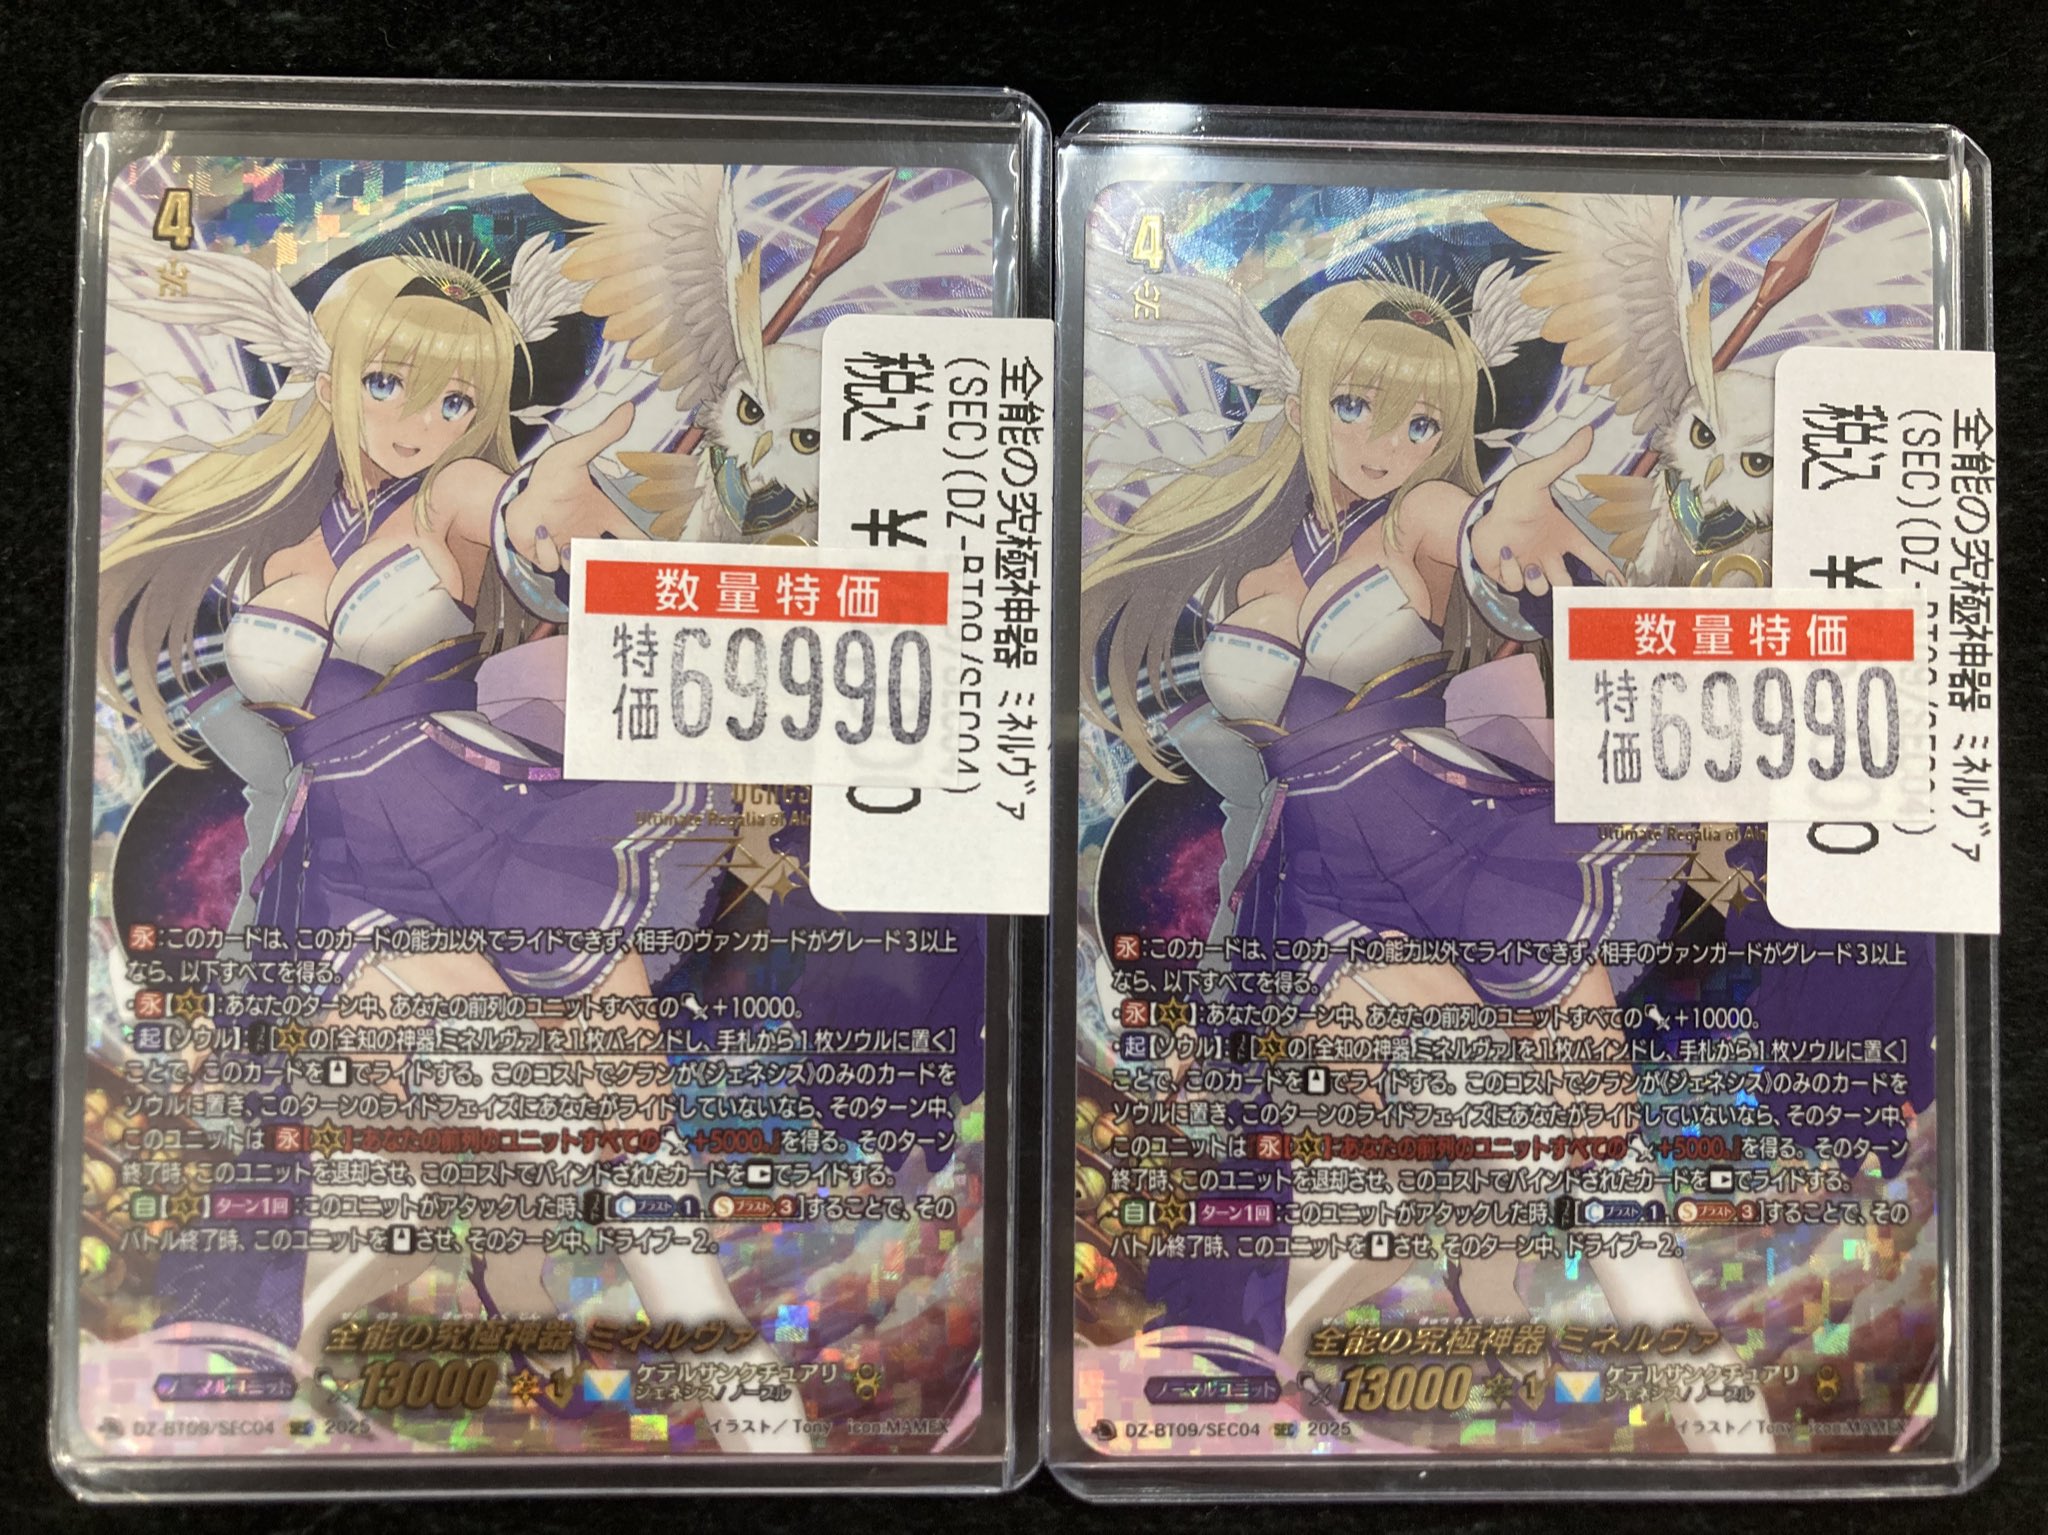 4
全能の究極神器 ミネルヴァ
(SEC)(DZ-BT09/SEC04)
税込 ¥
0
数量特価
特価 69990
Ultimate Regalia of Al
永:このカードは、このカードの能力以外でライドできず、相手のヴァンガードがグレード3以上
なら、以下すべてを得る。
・永【】:あなたのターン中、あなたの前列のユニットすべての+10000。
・起【ソウル】:[の「全知の神器 ミネルヴァ」を1枚バインドし、手札から1枚ソウルに置く]
ことで、このカードをでライドする。このコストでクランが《ジェネシス》のみのカードを
ソウルに置き、このターンのライドフェイズにあなたがライドしていないなら、そのターン中、
このユニットは『永【】:あなたの前列のユニットすべての+5000。』を得る。そのターン
終了時、このユニットを退却させ、このコストでバインドされたカードをでライドする。
・自【】ターン1回:このユニットがアタックした時、[Cブラスト1, Sブラスト3]することで、その
バトル終了時、このユニットをさせ、そのターン中、ドライブ-2。
全能の究極神器 ミネルヴァ
ノーマルユニット
13000 1
ケテルサンクチュアリ
ジェネシス/ノーブル
DZ-BT09/SEC04 SEC 2025
イラスト/Tony icon:MAMEX
4
全能の究極神器 ミネルヴァ
(SEC)(DZ-BT09/SEC04)
税込 ¥
0
数量特価
特価 69990
Ultimate Regalia of Al
永:このカードは、このカードの能力以外でライドできず、相手のヴァンガードがグレード3以上
なら、以下すべてを得る。
・永【】:あなたのターン中、あなたの前列のユニットすべての+10000。
・起【ソウル】:[の「全知の神器 ミネルヴァ」を1枚バインドし、手札から1枚ソウルに置く]
ことで、このカードをでライドする。このコストでクランが《ジェネシス》のみのカードを
ソウルに置き、このターンのライドフェイズにあなたがライドしていないなら、そのターン中、
このユニットは『永【】:あなたの前列のユニットすべての+5000。』を得る。そのターン
終了時、このユニットを退却させ、このコストでバインドされたカードをでライドする。
・自【】ターン1回:このユニットがアタックした時、[Cブラスト1, Sブラスト3]することで、その
バトル終了時、このユニットをさせ、そのターン中、ドライブ-2。
全能の究極神器 ミネルヴァ
ノーマルユニット
13000 1
ケテルサンクチュアリ
ジェネシス/ノーブル
DZ-BT09/SEC04 SEC 2025
イラスト/Tony icon:MAMEX